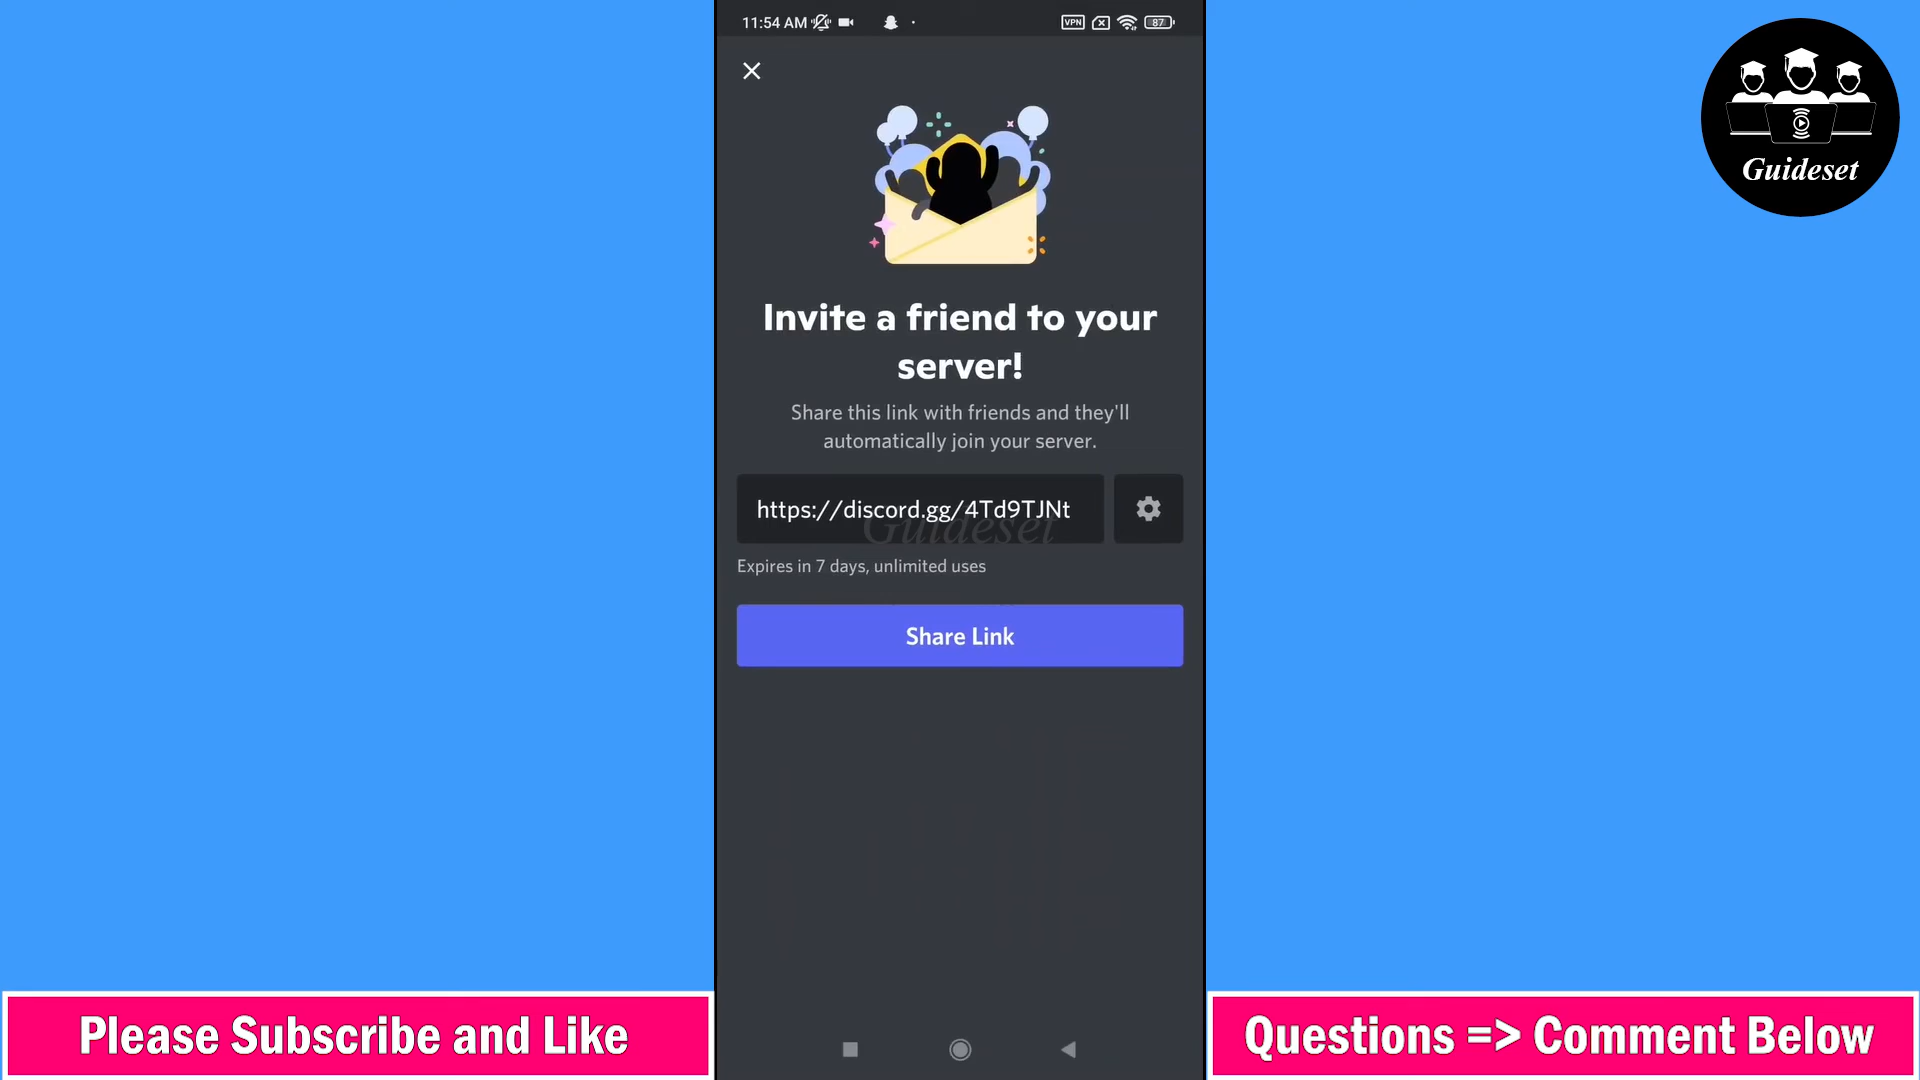 11:54 AM
VPN
87
Guideset
Invite a friend to your
server!
Share this link with friends and they'll
automatically join your server.
https://discord.gg/4Td9TJNt
Guideset
Expires in 7 days, unlimited uses
Share Link
Please Subscribe and Like
Questions => Comment Below